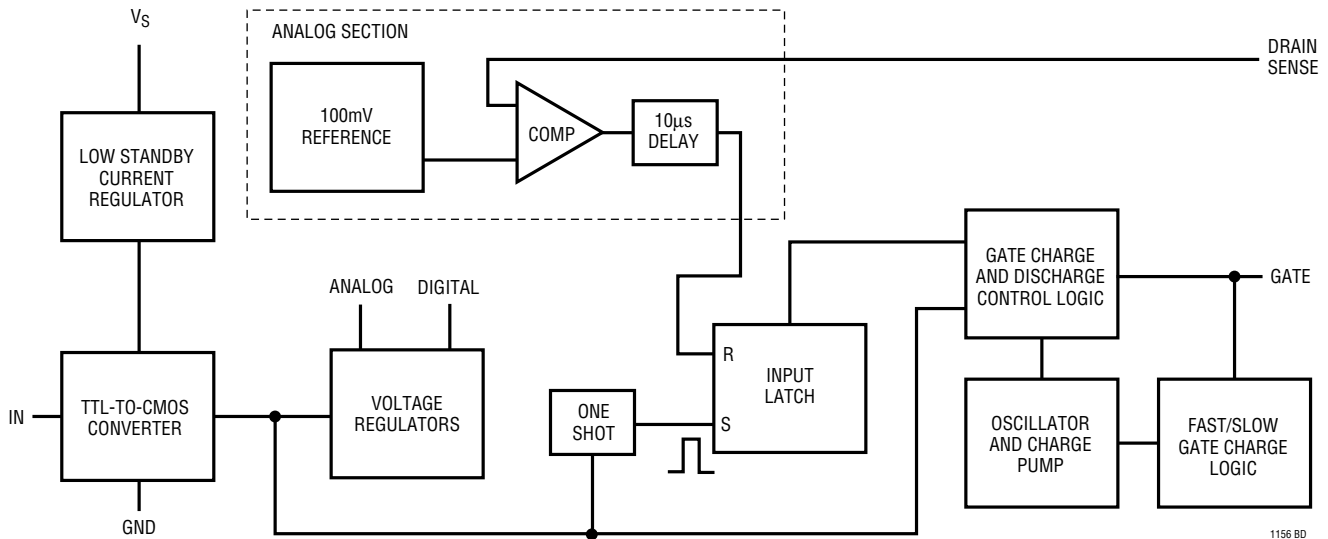 VS
ANALOG SECTION
DRAIN
SENSE
100mV
REFERENCE
COMP
10µs
DELAY
LOW STANDBY
CURRENT
REGULATOR
GATE CHARGE
AND DISCHARGE
CONTROL LOGIC
GATE
ANALOG
DIGITAL
R
INPUT
LATCH
S
TTL-TO-CMOS
CONVERTER
IN
VOLTAGE
REGULATORS
ONE
SHOT
OSCILLATOR
AND CHARGE
PUMP
FAST/SLOW
GATE CHARGE
LOGIC
GND
1156 BD